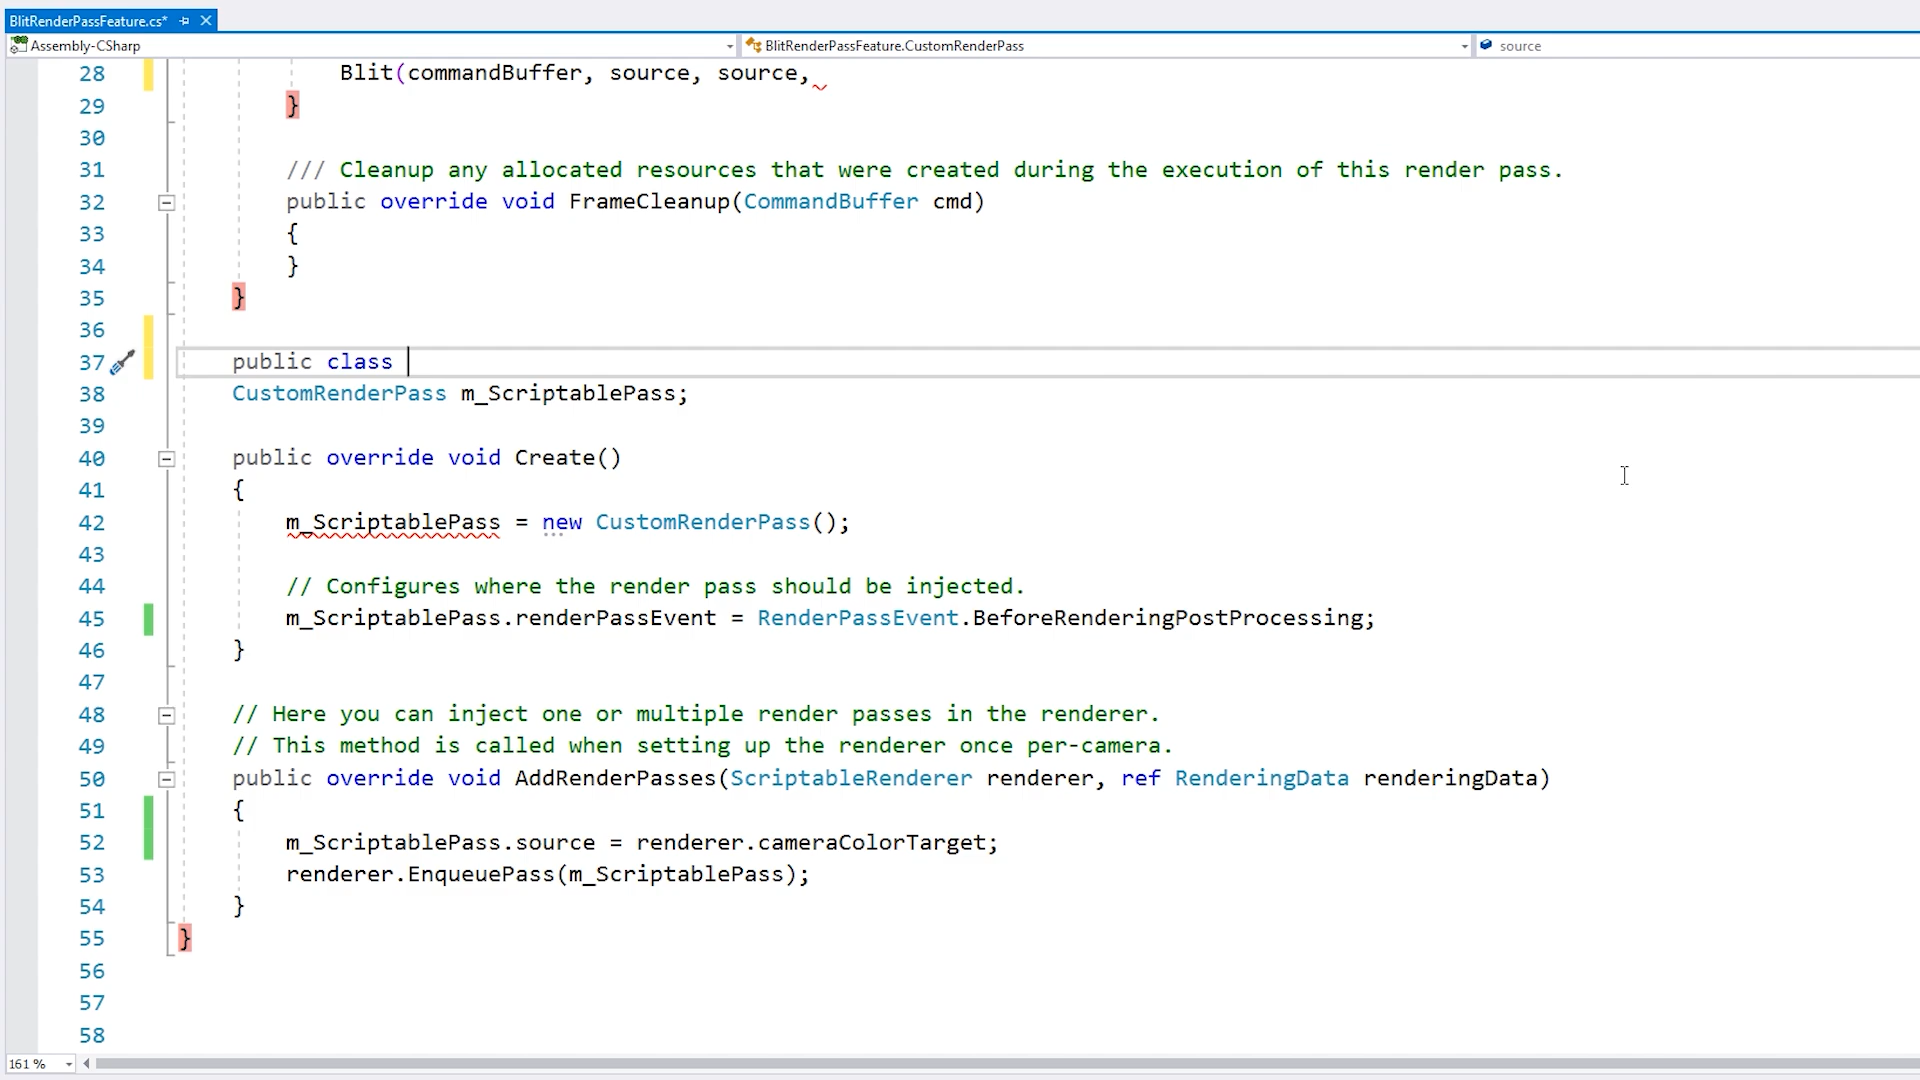 BlitRenderPassFeature.cs*
Assembly-CSharp
BlitRenderPassFeature.CustomRenderPass
source
28 Blit(commandBuffer, source, source,
29 }
30
31 /// Cleanup any allocated resources that were created during the execution of this render pass.
32 public override void FrameCleanup(CommandBuffer cmd)
33 {
34 }
35 }
36
37 public class
38 CustomRenderPass m_ScriptablePass;
39
40 public override void Create()
41 {
42 m_ScriptablePass = new CustomRenderPass();
43
44 // Configures where the render pass should be injected.
45 m_ScriptablePass.renderPassEvent = RenderPassEvent.BeforeRenderingPostProcessing;
46 }
47
48 // Here you can inject one or multiple render passes in the renderer.
49 // This method is called when setting up the renderer once per-camera.
50 public override void AddRenderPasses(ScriptableRenderer renderer, ref RenderingData renderingData)
51 {
52 m_ScriptablePass.source = renderer.cameraColorTarget;
53 renderer.EnqueuePass(m_ScriptablePass);
54 }
55 }
56
57
58
161 %